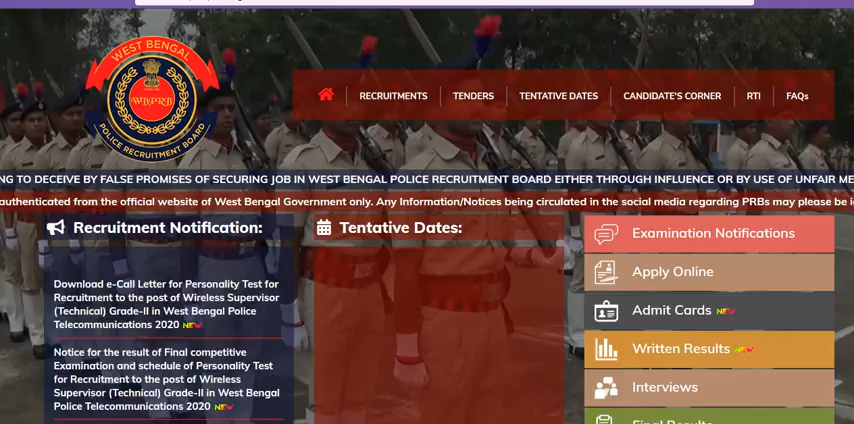 WEST BENGAL
WBPRB
POLICE RECRUITMENT BOARD
RECRUITMENTS
TENDERS
TENTATIVE DATES
CANDIDATE'S CORNER
RTI
FAQs
TO DECEIVE BY FALSE PROMISES OF SECURING JOB IN WEST BENGAL POLICE RECRUITMENT BOARD EITHER THROUGH INFLUENCE OR BY USE OF UNFAIR
authenticated from the official website of West Bengal Government only. Any Information/Notices being circulated in the social media regarding PRBs may please be
Recruitment Notification:
Download e-Call Letter for Personality Test for
Recruitment to the post of Wireless Supervisor
(Technical) Grade-II in West Bengal Police
Telecommunications 2020 NEW
Notice for the result of Final competitive
Examination and schedule of Personality Test
for Recruitment to the post of Wireless
Supervisor (Technical) Grade-II in West Bengal
Police Telecommunications 2020 NEW
Tentative Dates:
Examination Notifications
Apply Online
Admit Cards NEW
Written Results NEW
Interviews
Final Results